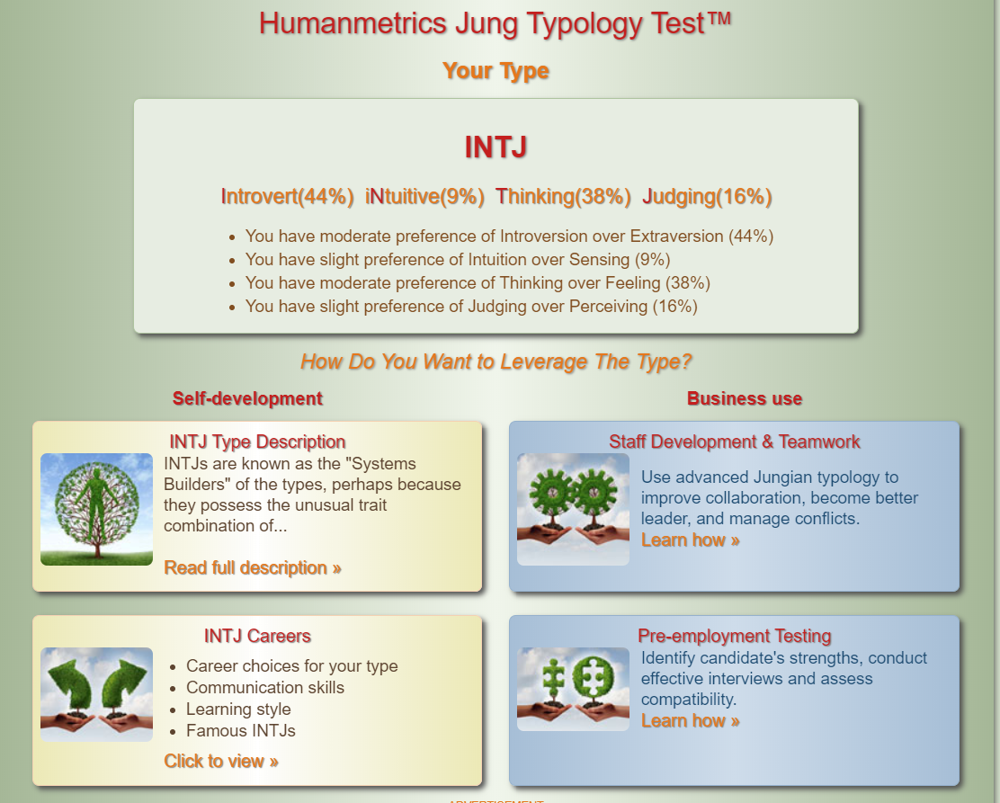 Humanmetrics Jung Typology Test™
Your Type
INTJ
Introvert(44%) iNtuitive(9%) Thinking(38%) Judging(16%)
• You have moderate preference of Introversion over Extraversion (44%)
• You have slight preference of Intuition over Sensing (9%)
• You have moderate preference of Thinking over Feeling (38%)
• You have slight preference of Judging over Perceiving (16%)
How Do You Want to Leverage The Type?
Self-development
INTJ Type Description
INTJs are known as the "Systems
Builders" of the types, perhaps because
they possess the unusual trait
combination of...
Read full description »
INTJ Careers
• Career choices for your type
• Communication skills
• Learning style
• Famous INTJs
Click to view »
Business use
Staff Development & Teamwork
Use advanced Jungian typology to
improve collaboration, become better
leader, and manage conflicts.
Learn how »
Pre-employment Testing
Identify candidate's strengths, conduct
effective interviews and assess
compatibility.
Learn how »
ADVERTISEMENT